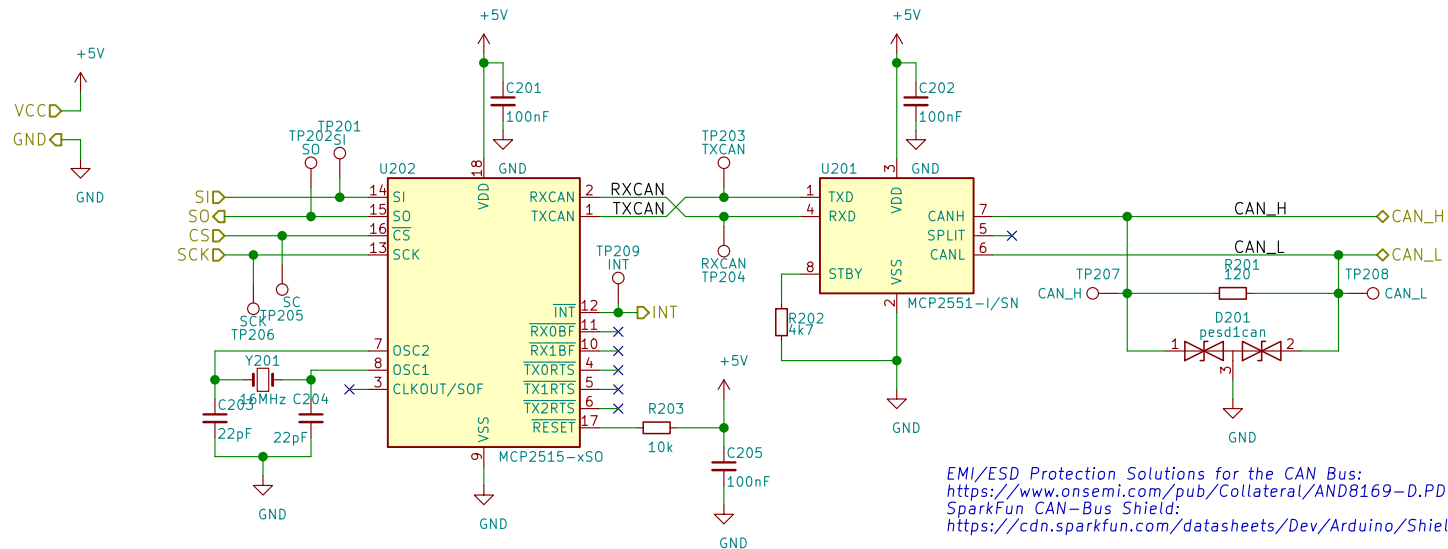 +5V
+5V
+5V
VCC
GND
GND
C201
100nF
C202
100nF
TP201
SI
TP202
SO
TP203
TXCAN
U202
18
GND
U201
3
GND
SI
14
SI
VDD
RXCAN
2
RXCAN
1
TXD
VDD
SO
15
SO
TXCAN
1
TXCAN
4
RXD
CANH
7
CAN_H
CAN_H
CS
16
CS
SPLIT
5
SCK
13
SCK
CANL
6
CAN_L
CAN_L
TP209
INT
RXCAN
TP204
8
STBY
VSS
2
MCP2551-I/SN
TP207
CAN_H
R201
120
TP208
CAN_L
SC
TP205
SCK
TP206
INT
12
INT
RX0BF
11
RX1BF
10
TX0RTS
4
TX1RTS
5
TX2RTS
6
RESET
17
R202
4k7
D201
pesd1can
1
2
3
7
OSC2
8
OSC1
3
CLKOUT/SOF
Y201
16MHz
C203
22pF
C204
22pF
+5V
R203
10k
VSS
9
MCP2515-xSO
C205
100nF
GND
GND
GND
GND
GND
EMI/ESD Protection Solutions for the CAN Bus:
https://www.onsemi.com/pub/Collateral/AND8169-D.PD
SparkFun CAN-Bus Shield:
https://cdn.sparkfun.com/datasheets/Dev/Arduino/Shiel